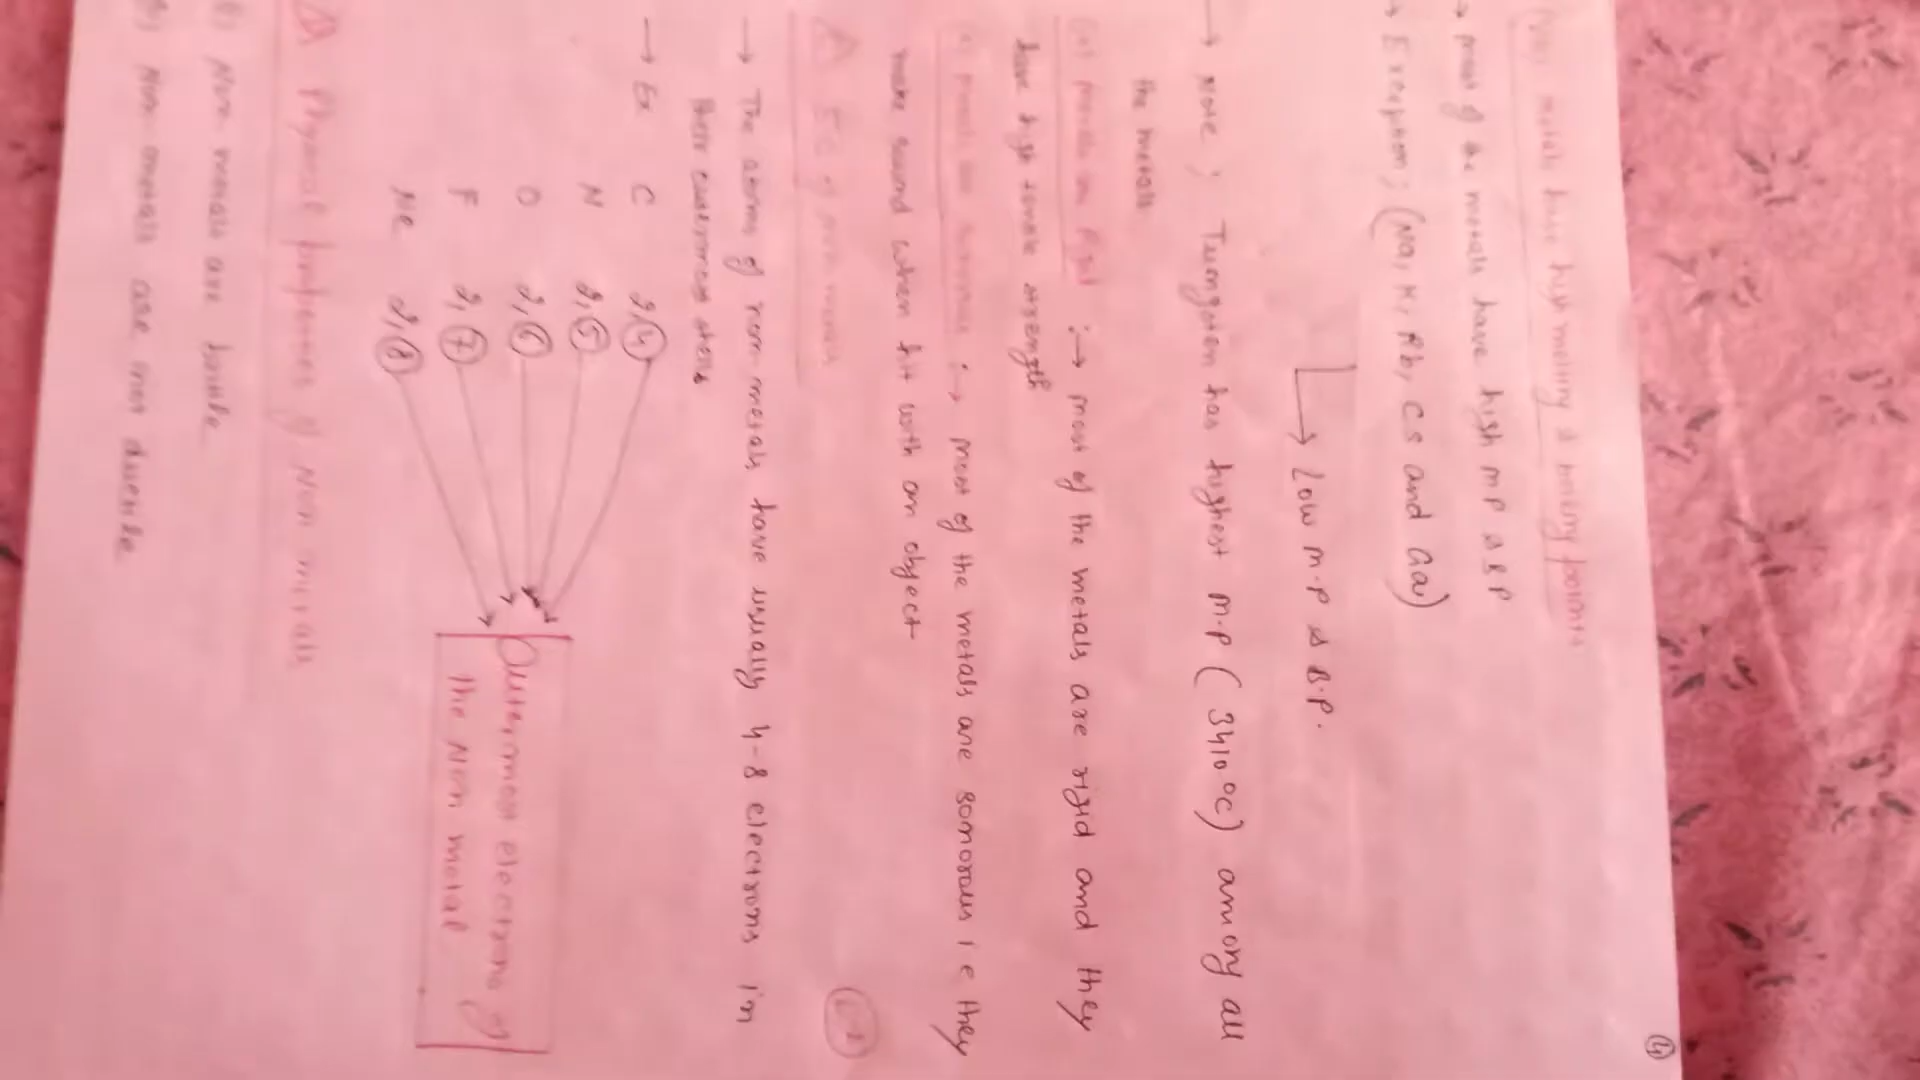 (4)
metals have high melting & boiling points
→ most of the metals have high MP & BP
→ Exception; (Na, K, Rb, Cs and Ga)
↳ Low M.P & B.P.
→ Note; Tungsten has highest M.P (3410°C) among all
the metals
:→ most of the metals are rigid and they
have high tensile strength
:→ most of the metals are sonorous i e they
make sound when hit with an object
→ The atoms of non-metals have usually 4-8 electrons in
there outermost shells
→ Ex C 2,4
N 2,5
O 2,6
F 2,7
Ne 2,8
Outermost electrons of
the Non metal
Physical properties of Non metals
Non metals are brittle
Non-metals are not ductile